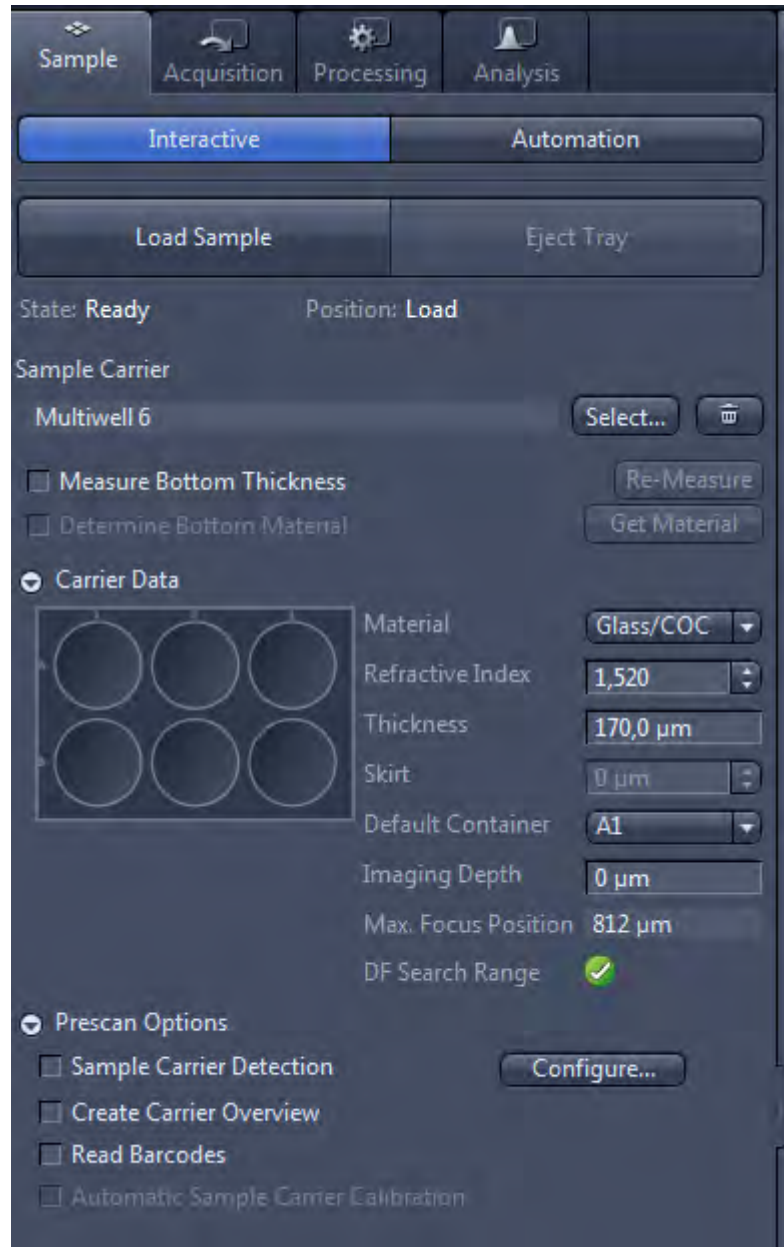 Sample Acquisition Processing Analysis
Interactive Automation
Load Sample Eject Tray
State: Ready Position: Load
Sample Carrier
Multiwell 6 Select...
Measure Bottom Thickness Re-Measure
Determine Bottom Material Get Material
Carrier Data
Material Glass/COC
Refractive Index 1,520
Thickness 170,0 µm
Skirt 0 µm
Default Container A1
Imaging Depth 0 µm
Max. Focus Position 812 µm
DF Search Range
Prescan Options
Sample Carrier Detection Configure...
Create Carrier Overview
Read Barcodes
Automatic Sample Carrier Calibration